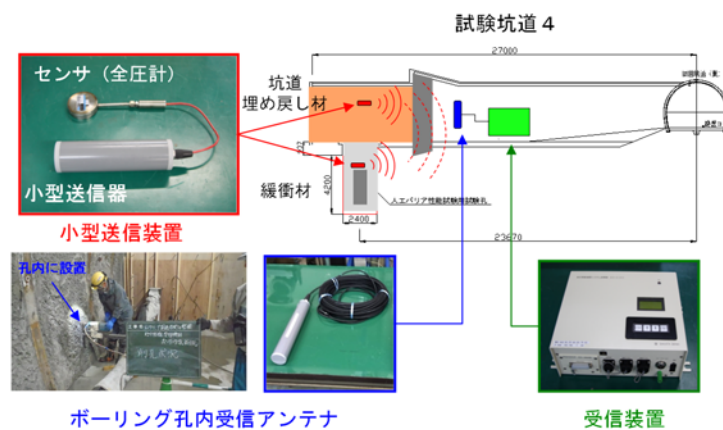 試験坑道4
27000
センサ（全圧計）
坑道
埋め戻し材
小型送信器
緩衝材
4200
人工バリア性能試験用試験孔
2400
23670
小型送信装置
孔内に設置
ボーリング孔内受信アンテナ
受信装置